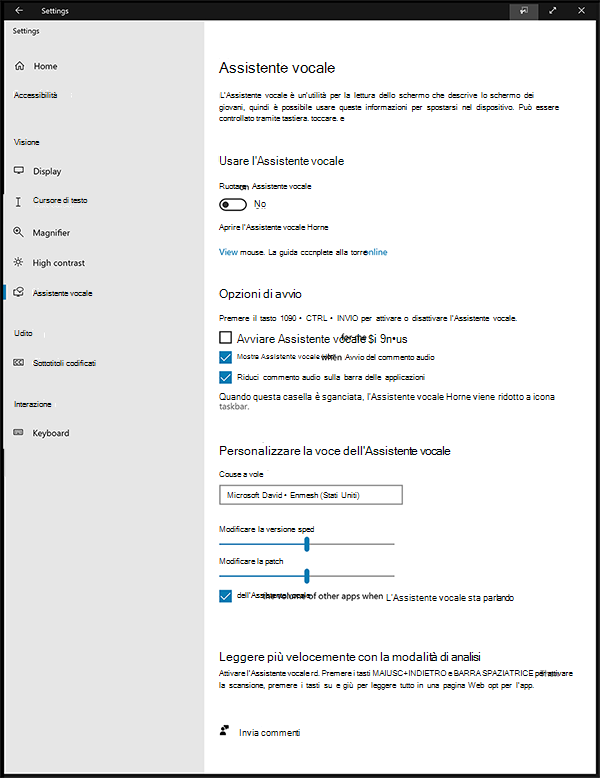 Settings
Settings
Home
Accessibilità
Visione
Display
Cursore di testo
Magnifier
High contrast
Assistente vocale
Udito
Sottotitoli codificati
Interazione
Keyboard
Assistente vocale
L'Assistente vocale è un'utilità per la lettura dello schermo che descrive lo schermo dei
giovani, quindi è possibile usare queste informazioni per spostarsi nel dispositivo. Può essere
controllato tramite tastiera. toccare. e
Usare l'Assistente vocale
Ruotare on Assistente vocale
No
Aprire l'Assistente vocale Horne
View mouse. La guida cccnplete alla torre online
Opzioni di avvio
Premere il tasto 1090 • CTRL • INVIO per attivare o disattivare l'Assistente vocale.
Avviare Assistente vocale for me $i 9n•us
Mostra Assistente vocale when Avvio del commento audio
Riduci commento audio sulla barra delle applicazioni
Quando questa casella è sganciata, l'Assistente vocale Horne viene ridotto a icona
taskbar.
Personalizzare la voce dell'Assistente vocale
Couse a vole
Microsoft David • Enmesh (Stati Uniti)
Modificare la versione sped
Modificare la patch
dell'Assistente vocale the volume of other apps when L'Assistente vocale sta parlando
Leggere più velocemente con la modalità di analisi
Attivare l'Assistente vocale rd. Premere i tasti MAIUSC+INDIETRO e BARRA SPAZIATRICE per attivare
la scansione, premere i tasti su e giù per leggere tutto in una pagina Web opt per l'app.
Invia commenti